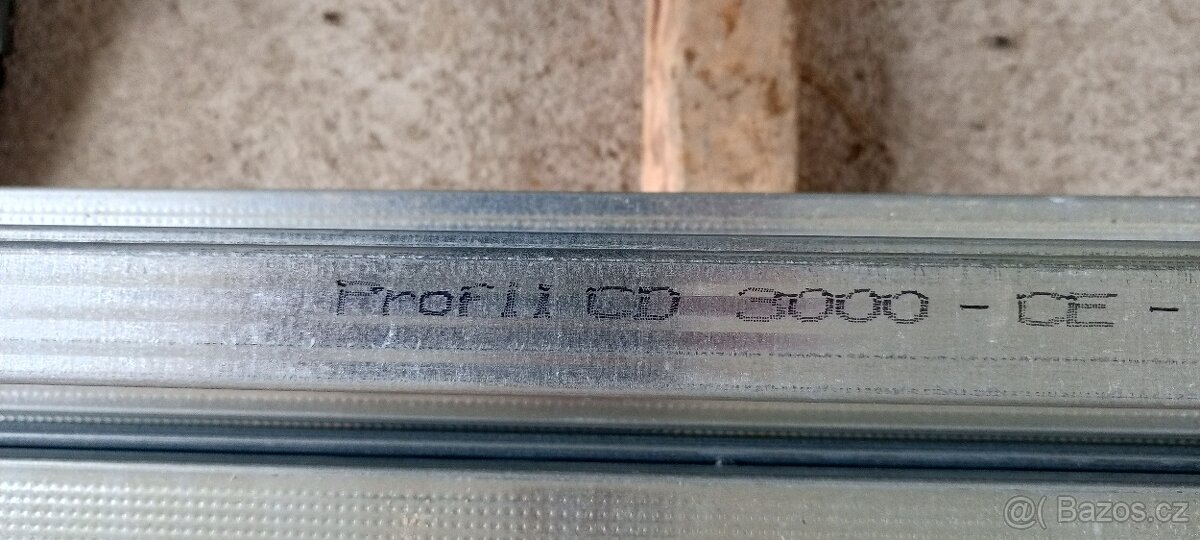 Profil CD 3000 - CE -
@( Bazos.cz